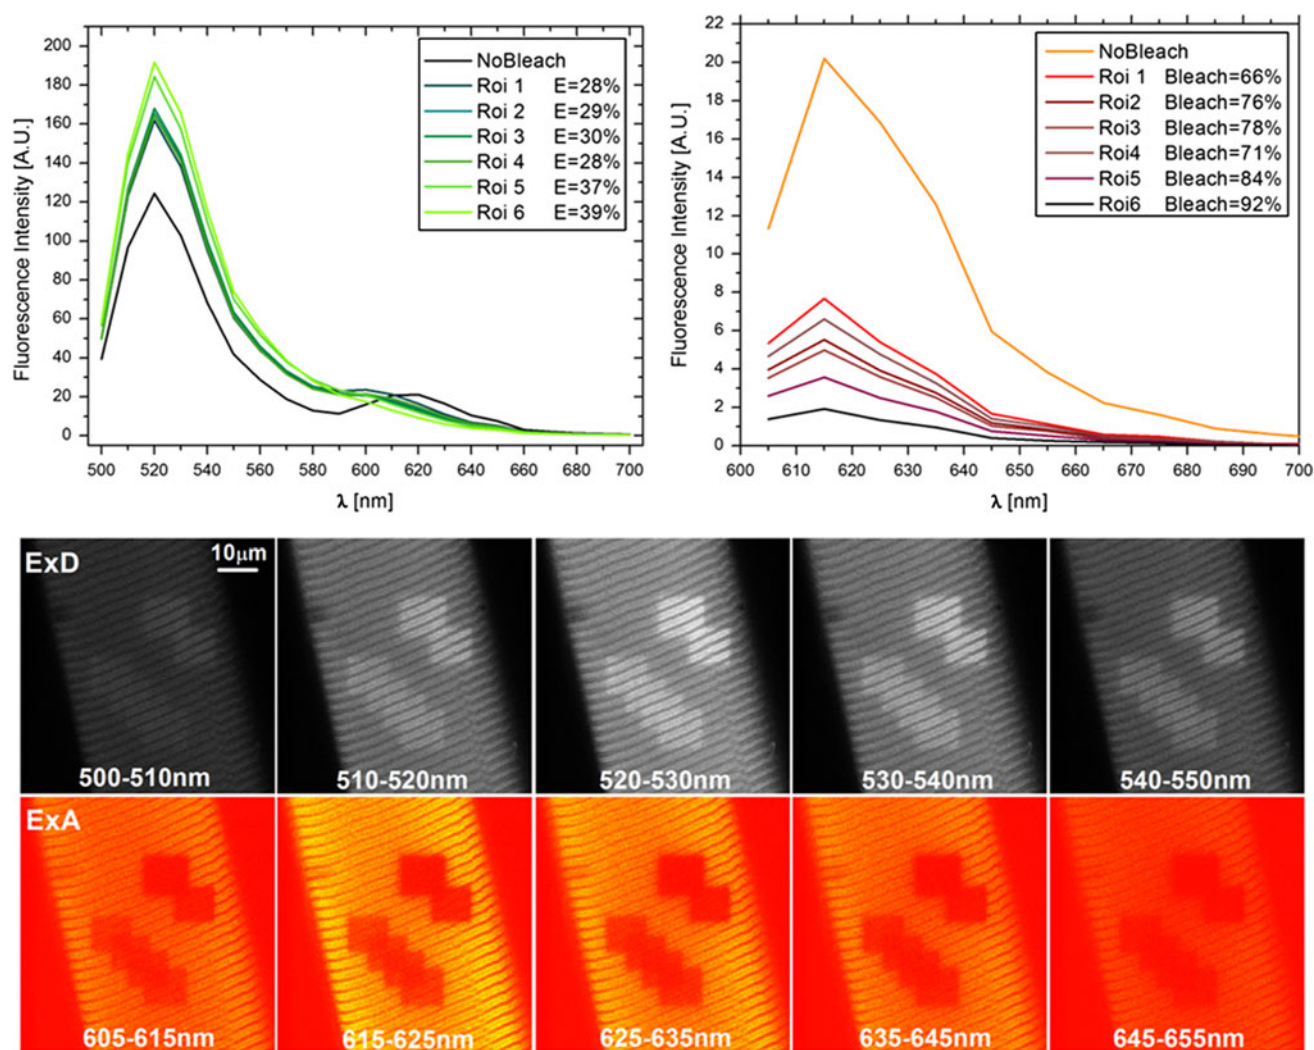 200
180
160
140
120
100
80
60
40
20
0
Fluorescence Intensity [A.U.]
NoBleach
Roi 1 E=28%
Roi 2 E=29%
Roi 3 E=30%
Roi 4 E=28%
Roi 5 E=37%
Roi 6 E=39%
500 520 540 560 580 600 620 640 660 680 700
λ [nm]
22
20
18
16
14
12
10
8
6
4
2
0
Fluorescence Intensity [A.U.]
NoBleach
Roi 1 Bleach=66%
Roi2 Bleach=76%
Roi3 Bleach=78%
Roi4 Bleach=71%
Roi5 Bleach=84%
Roi6 Bleach=92%
600 610 620 630 640 650 660 670 680 690 700
λ [nm]
ExD
10μm
500-510nm
510-520nm
520-530nm
530-540nm
540-550nm
ExA
605-615nm
615-625nm
625-635nm
635-645nm
645-655nm